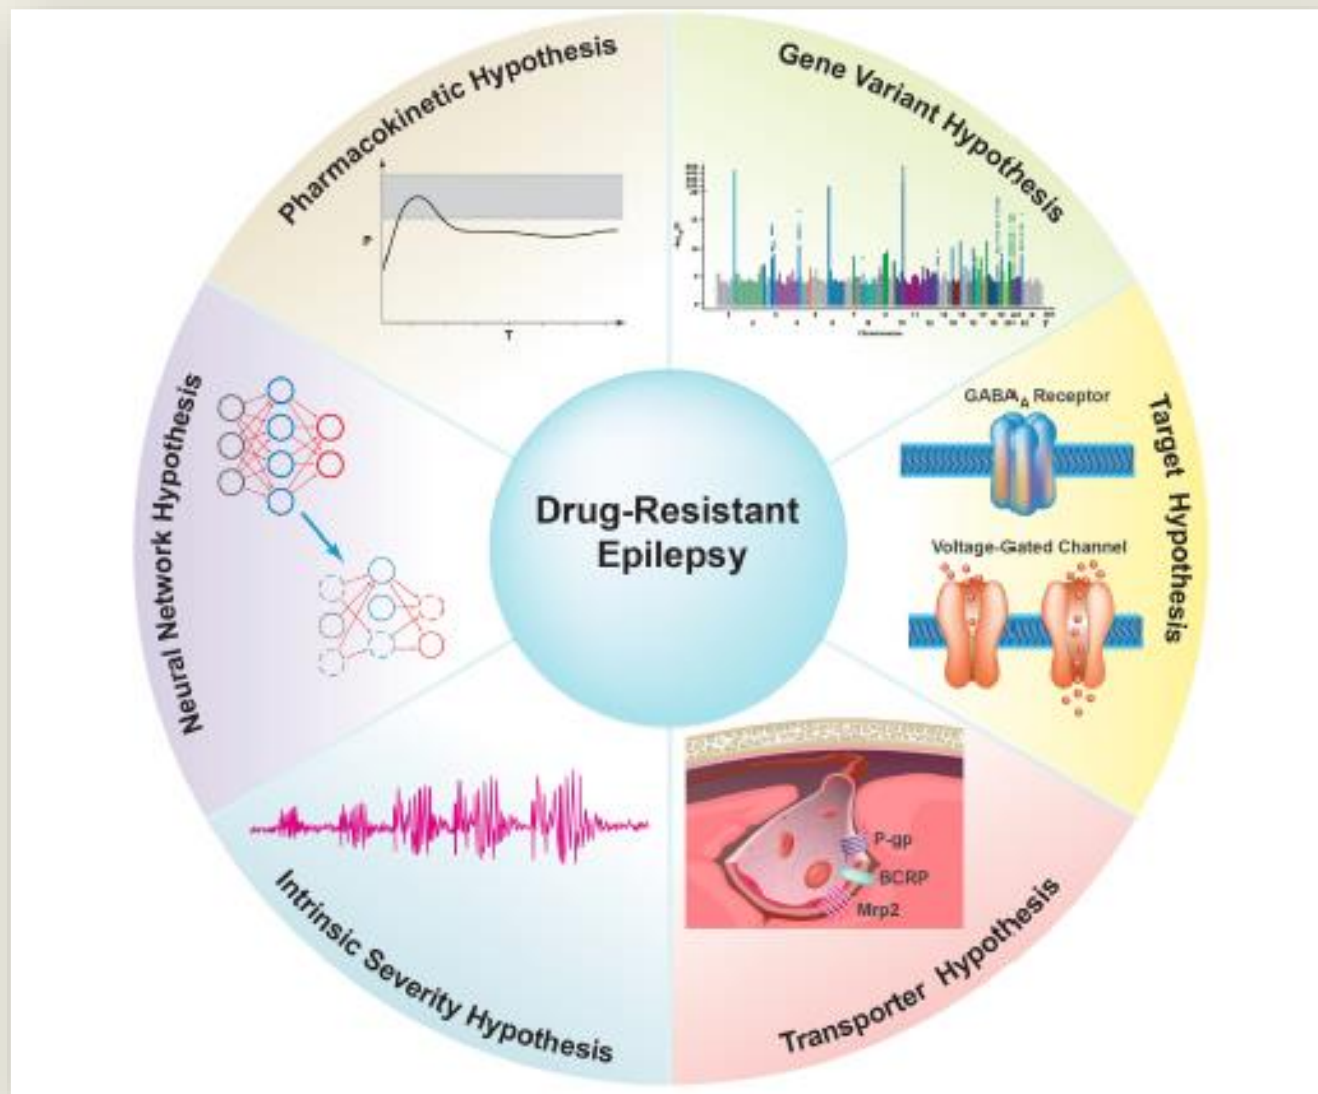 Pharmacokinetic Hypothesis
Gene Variant Hypothesis
T
Chromosome
GABAA Receptor
Voltage-Gated Channel
Target Hypothesis
Drug-Resistant
Epilepsy
Neural Network Hypothesis
P-gp
BCRP
Mrp2
Transporter Hypothesis
Intrinsic Severity Hypothesis